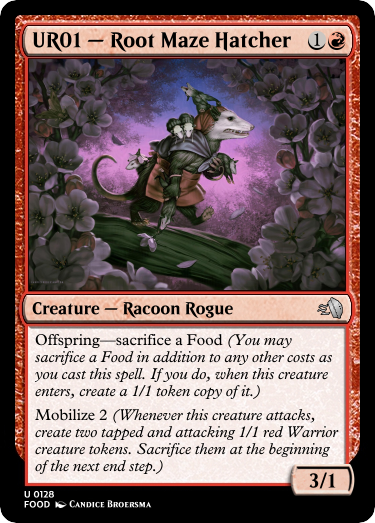 UR01 — Root Maze Hatcher 1
Creature — Racoon Rogue
Offspring—sacrifice a Food (You may
sacrifice a Food in addition to any other costs as
you cast this spell. If you do, when this creature
enters, create a 1/1 token copy of it.)
Mobilize 2 (Whenever this creature attacks,
create two tapped and attacking 1/1 red Warrior
creature tokens. Sacrifice them at the beginning
of the next end step.)
3/1
U 0128
FOOD Candice Broersma